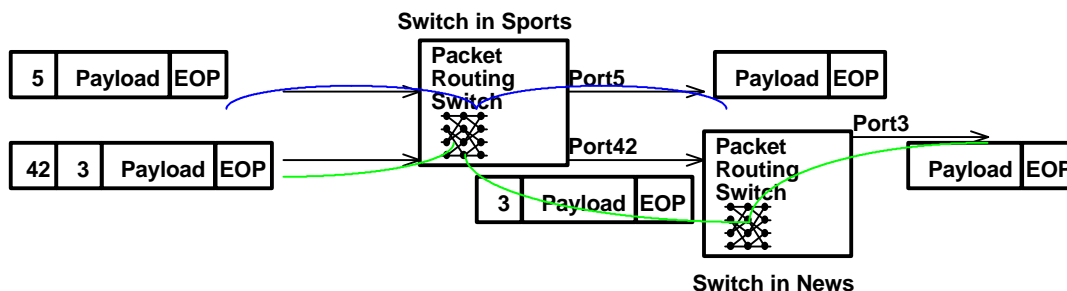 Switch in Sports
5 Payload EOP
Packet
Routing
Switch
Port5
Payload EOP
42 3 Payload EOP
Port42
3 Payload EOP
Packet
Routing
Switch
Port3
Payload EOP
Switch in News